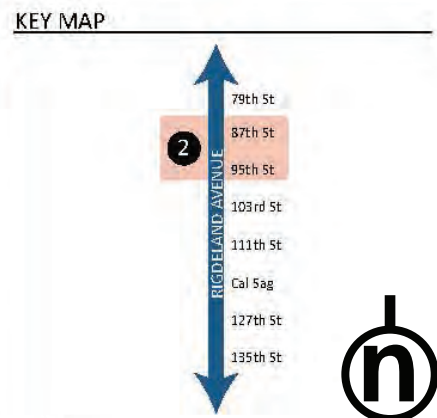 KEY MAP
79th St
87th St
2
95th St
RIGDELAND AVENUE
103rd St
111th St
Cal Sag
127th St
135th St
n